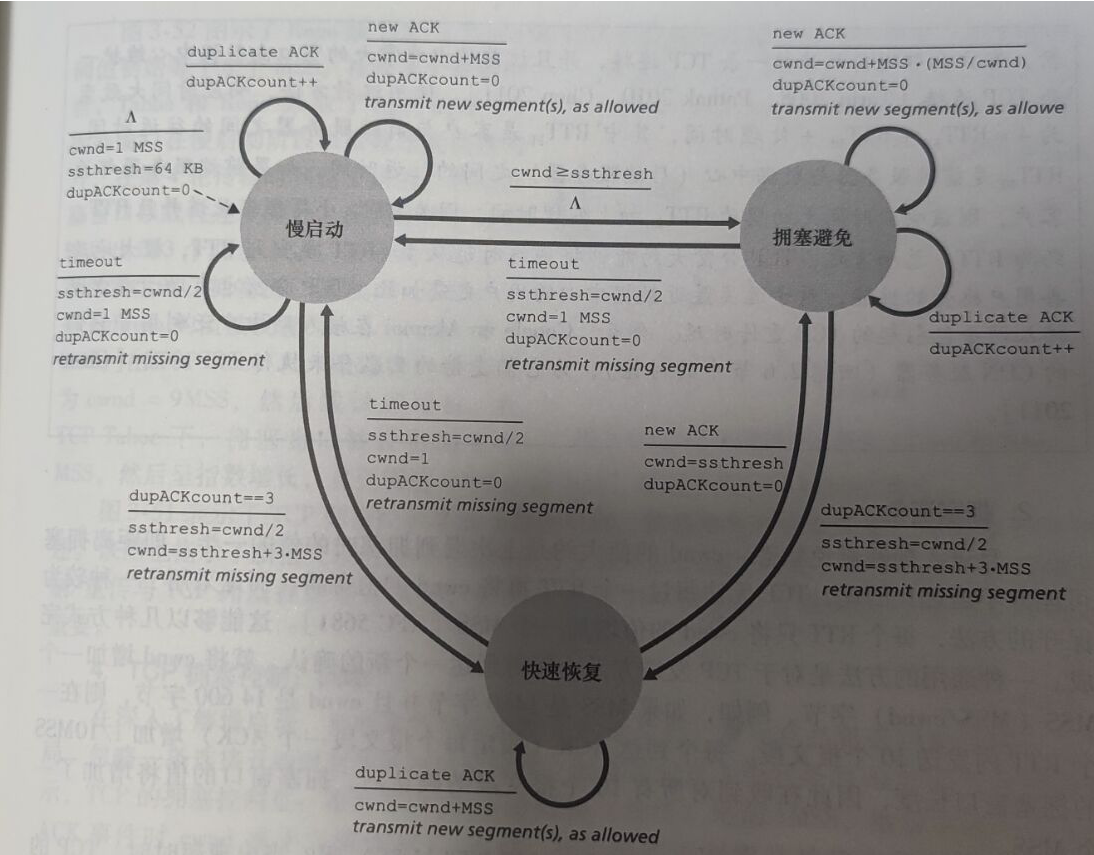 duplicate ACK
dupACKcount++
new ACK
cwnd=cwnd+MSS
dupACKcount=0
transmit new segment(s), as allowed
new ACK
cwnd=cwnd+MSS·(MSS/cwnd)
dupACKcount=0
transmit new segment(s), as allowe
Λ
cwnd=1 MSS
ssthresh=64 KB
dupACKcount=0
慢启动
cwnd≥ssthresh
Λ
拥塞避免
timeout
ssthresh=cwnd/2
cwnd=1 MSS
dupACKcount=0
retransmit missing segment
timeout
ssthresh=cwnd/2
cwnd=1 MSS
dupACKcount=0
retransmit missing segment
duplicate ACK
dupACKcount++
timeout
ssthresh=cwnd/2
cwnd=1
dupACKcount=0
retransmit missing segment
new ACK
cwnd=ssthresh
dupACKcount=0
dupACKcount==3
ssthresh=cwnd/2
cwnd=ssthresh+3·MSS
retransmit missing segment
dupACKcount==3
ssthresh=cwnd/2
cwnd=ssthresh+3·MSS
retransmit missing segment
快速恢复
duplicate ACK
cwnd=cwnd+MSS
transmit new segment(s), as allowed